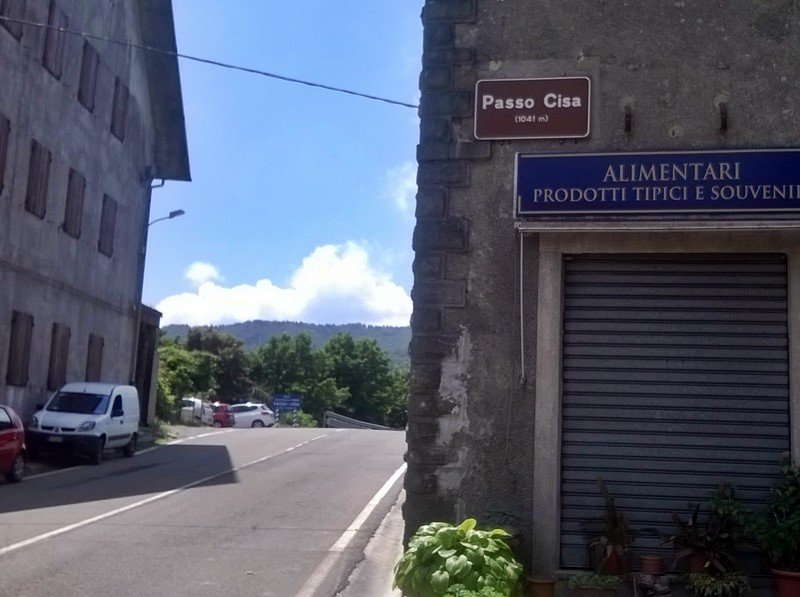 Passo Cisa
(1041 m)
ALIMENTARI
PRODOTTI TIPICI E SOUVENI